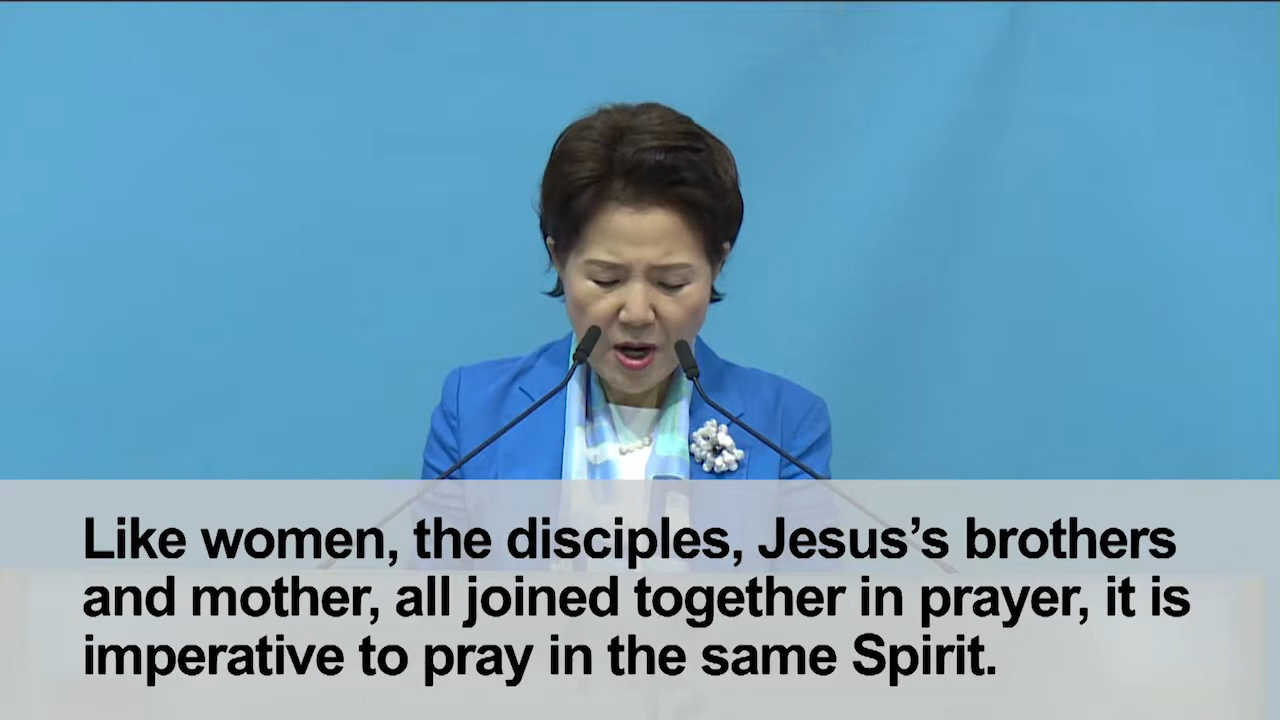 Like women, the disciples, Jesus’s brothers
and mother, all joined together in prayer, it is
imperative to pray in the same Spirit.